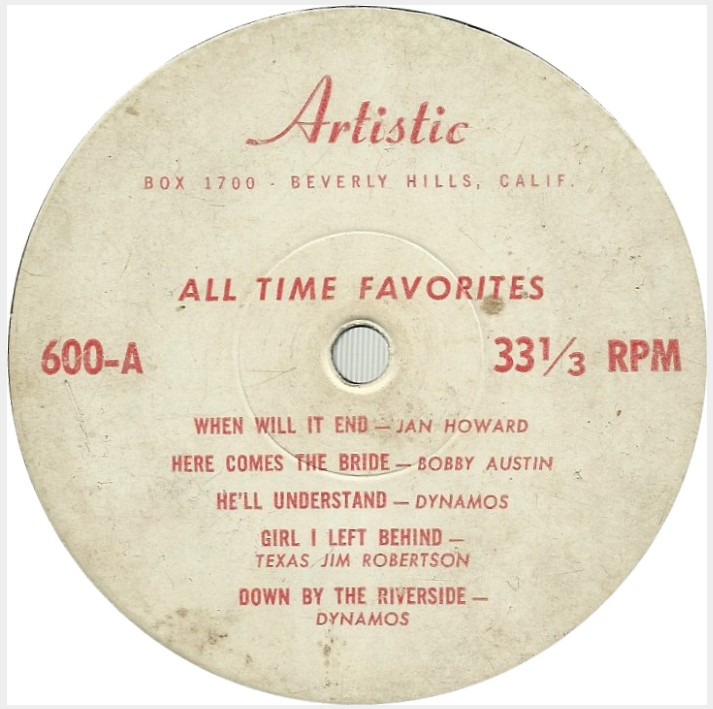 Artistic
BOX 1700 - BEVERLY HILLS, CALIF.
ALL TIME FAVORITES
600-A
33 1/3 RPM
WHEN WILL IT END — JAN HOWARD
HERE COMES THE BRIDE — BOBBY AUSTIN
HE'LL UNDERSTAND — DYNAMOS
GIRL I LEFT BEHIND —
TEXAS JIM ROBERTSON
DOWN BY THE RIVERSIDE —
DYNAMOS